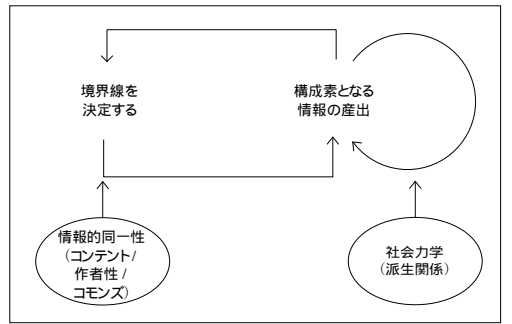 境界線を
決定する
構成素となる
情報の産出
情報的同一性
（コンテント/
作者性 /
コモンズ）
社会力学
（派生関係）